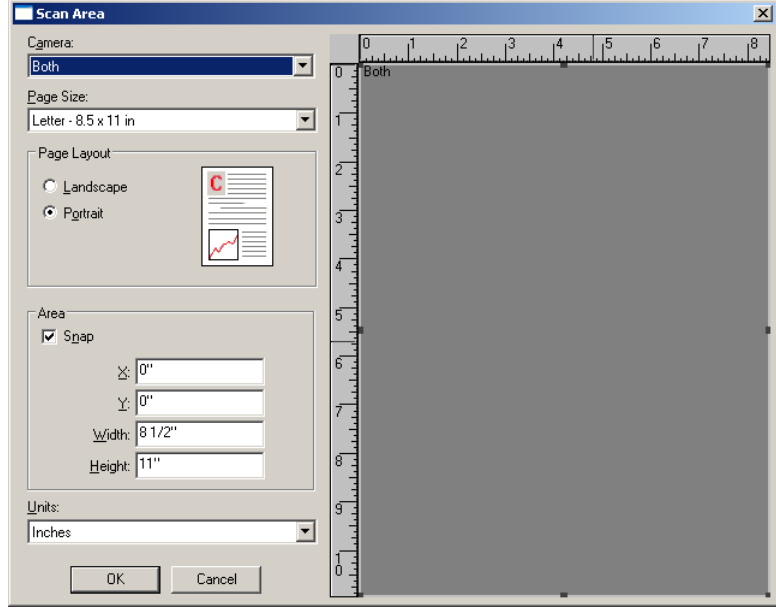 Scan Area
Camera:
Both
Page Size:
Letter - 8.5 x 11 in
Page Layout
Landscape
Portrait
C
Area
Snap
X: 0"
Y: 0"
Width: 8 1/2"
Height: 11"
Units:
Inches
OK Cancel
0 1 2 3 4 5 6 7 8
Both
0
1
2
3
4
5
6
7
8
9
10